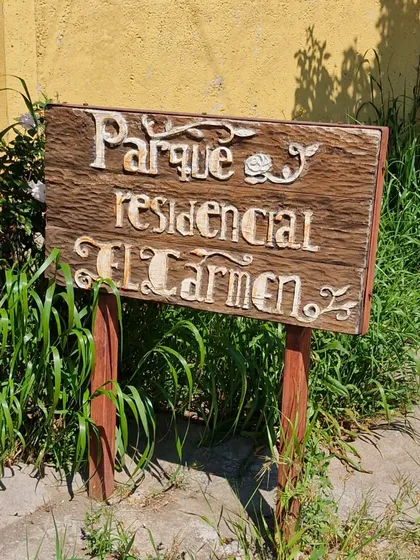 Parque
residencial
El Carmen